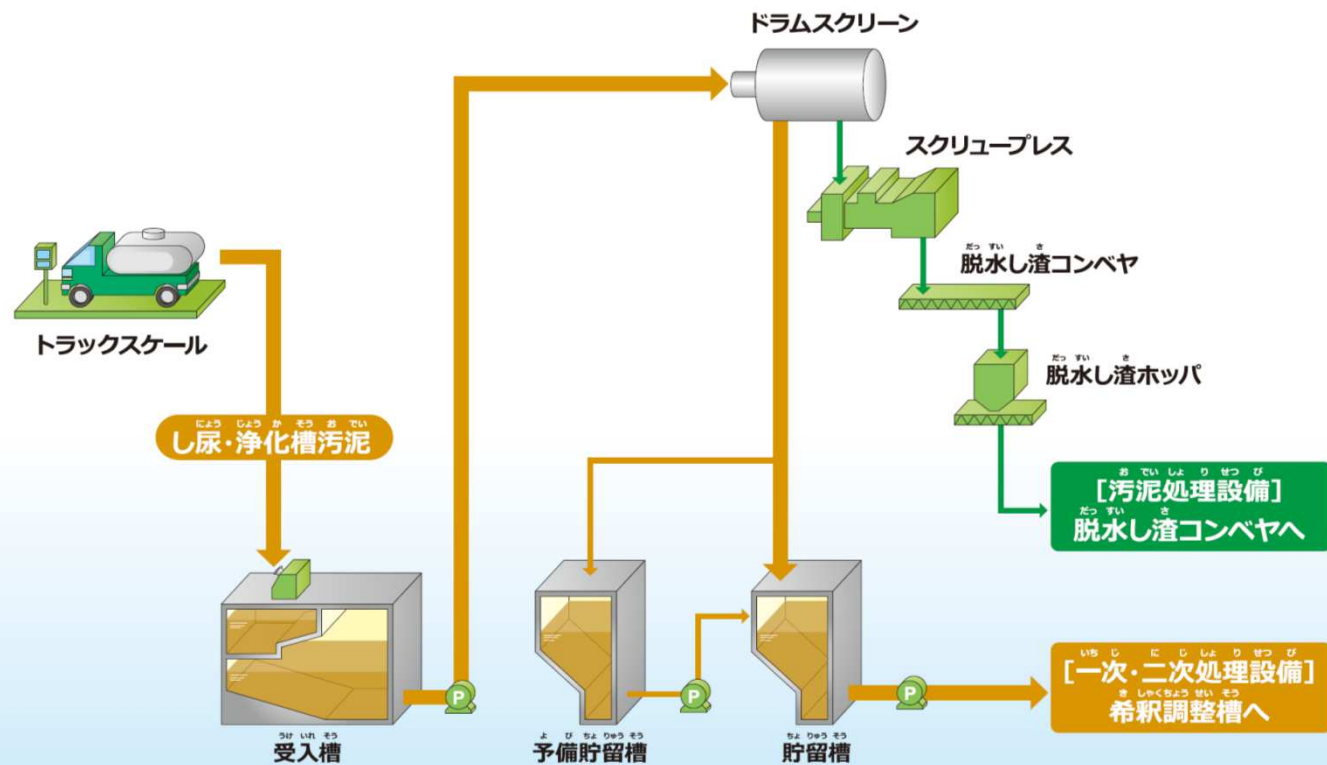 ドラムスクリーン
スクリュープレス
だっ すい さ
脱水し渣コンベヤ
トラックスケール
だっ すい さ
脱水し渣ホッパ
にょう じょう か そう お でい
し尿・浄化槽汚泥
お でい しょ り せつ び
[汚泥処理設備]
だっ すい さ
脱水し渣コンベヤへ
P
P
P
いち じ に じ しょ り せつ び
[一次・二次処理設備]
き しゃくちょう せい そう
希釈調整槽へ
うけ いれ そう
受入槽
よ び ちょ りゅう そう
予備貯留槽
ちょ りゅう そう
貯留槽